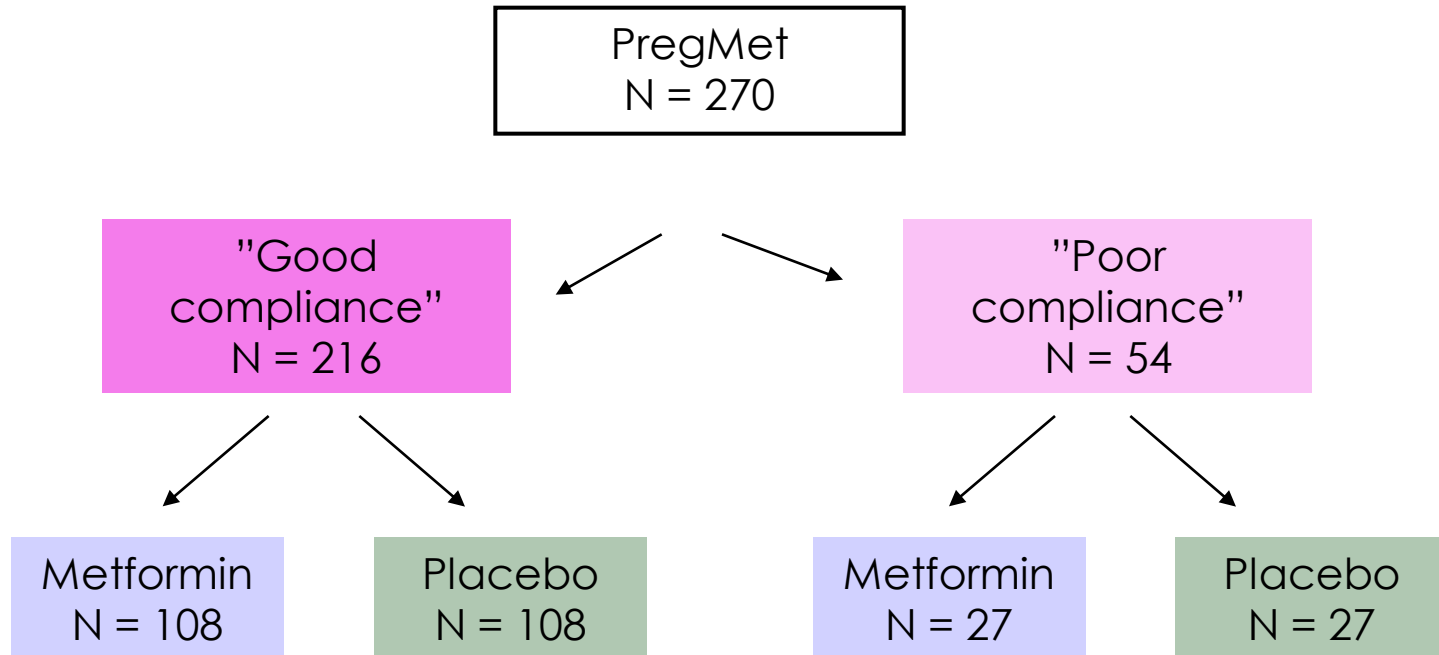 PregMet
N = 270
”Good
compliance”
N = 216
”Poor
compliance”
N = 54
Metformin
N = 108
Placebo
N = 108
Metformin
N = 27
Placebo
N = 27